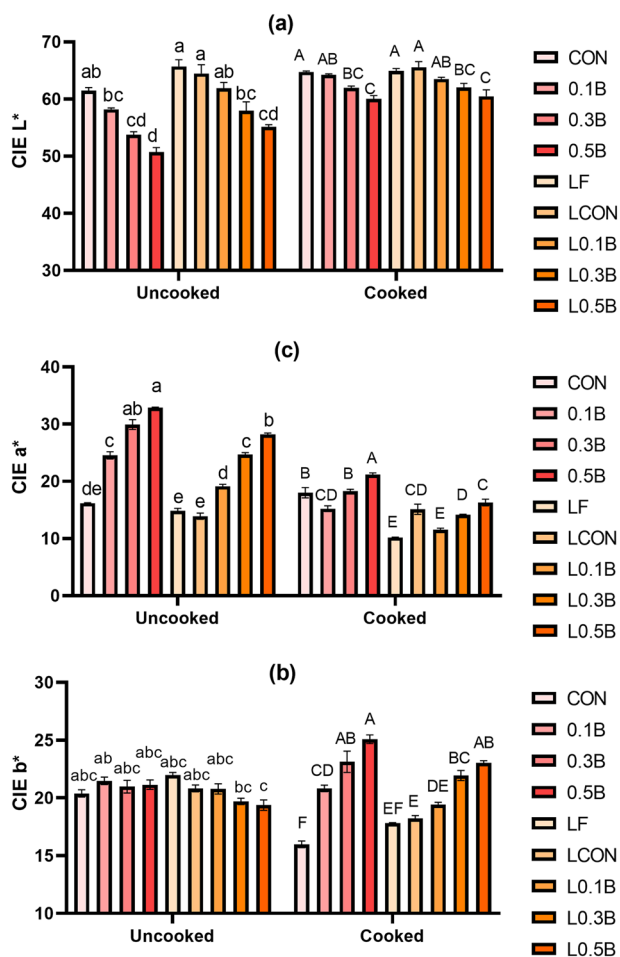 (a)
CIE L*
70
60
50
40
30
ab bc cd d a a ab bc cd
A AB BC C A A AB BC C
Uncooked Cooked
CON
0.1B
0.3B
0.5B
LF
LCON
L0.1B
L0.3B
L0.5B
(c)
CIE a*
40
30
20
10
0
de c ab a e e d c b
B CD B A E CD E D C
Uncooked Cooked
CON
0.1B
0.3B
0.5B
LF
LCON
L0.1B
L0.3B
L0.5B
(b)
CIE b*
30
25
20
15
10
abc ab abc abc abc abc abc bc c
F CD AB A EF E DE BC AB
Uncooked Cooked
CON
0.1B
0.3B
0.5B
LF
LCON
L0.1B
L0.3B
L0.5B